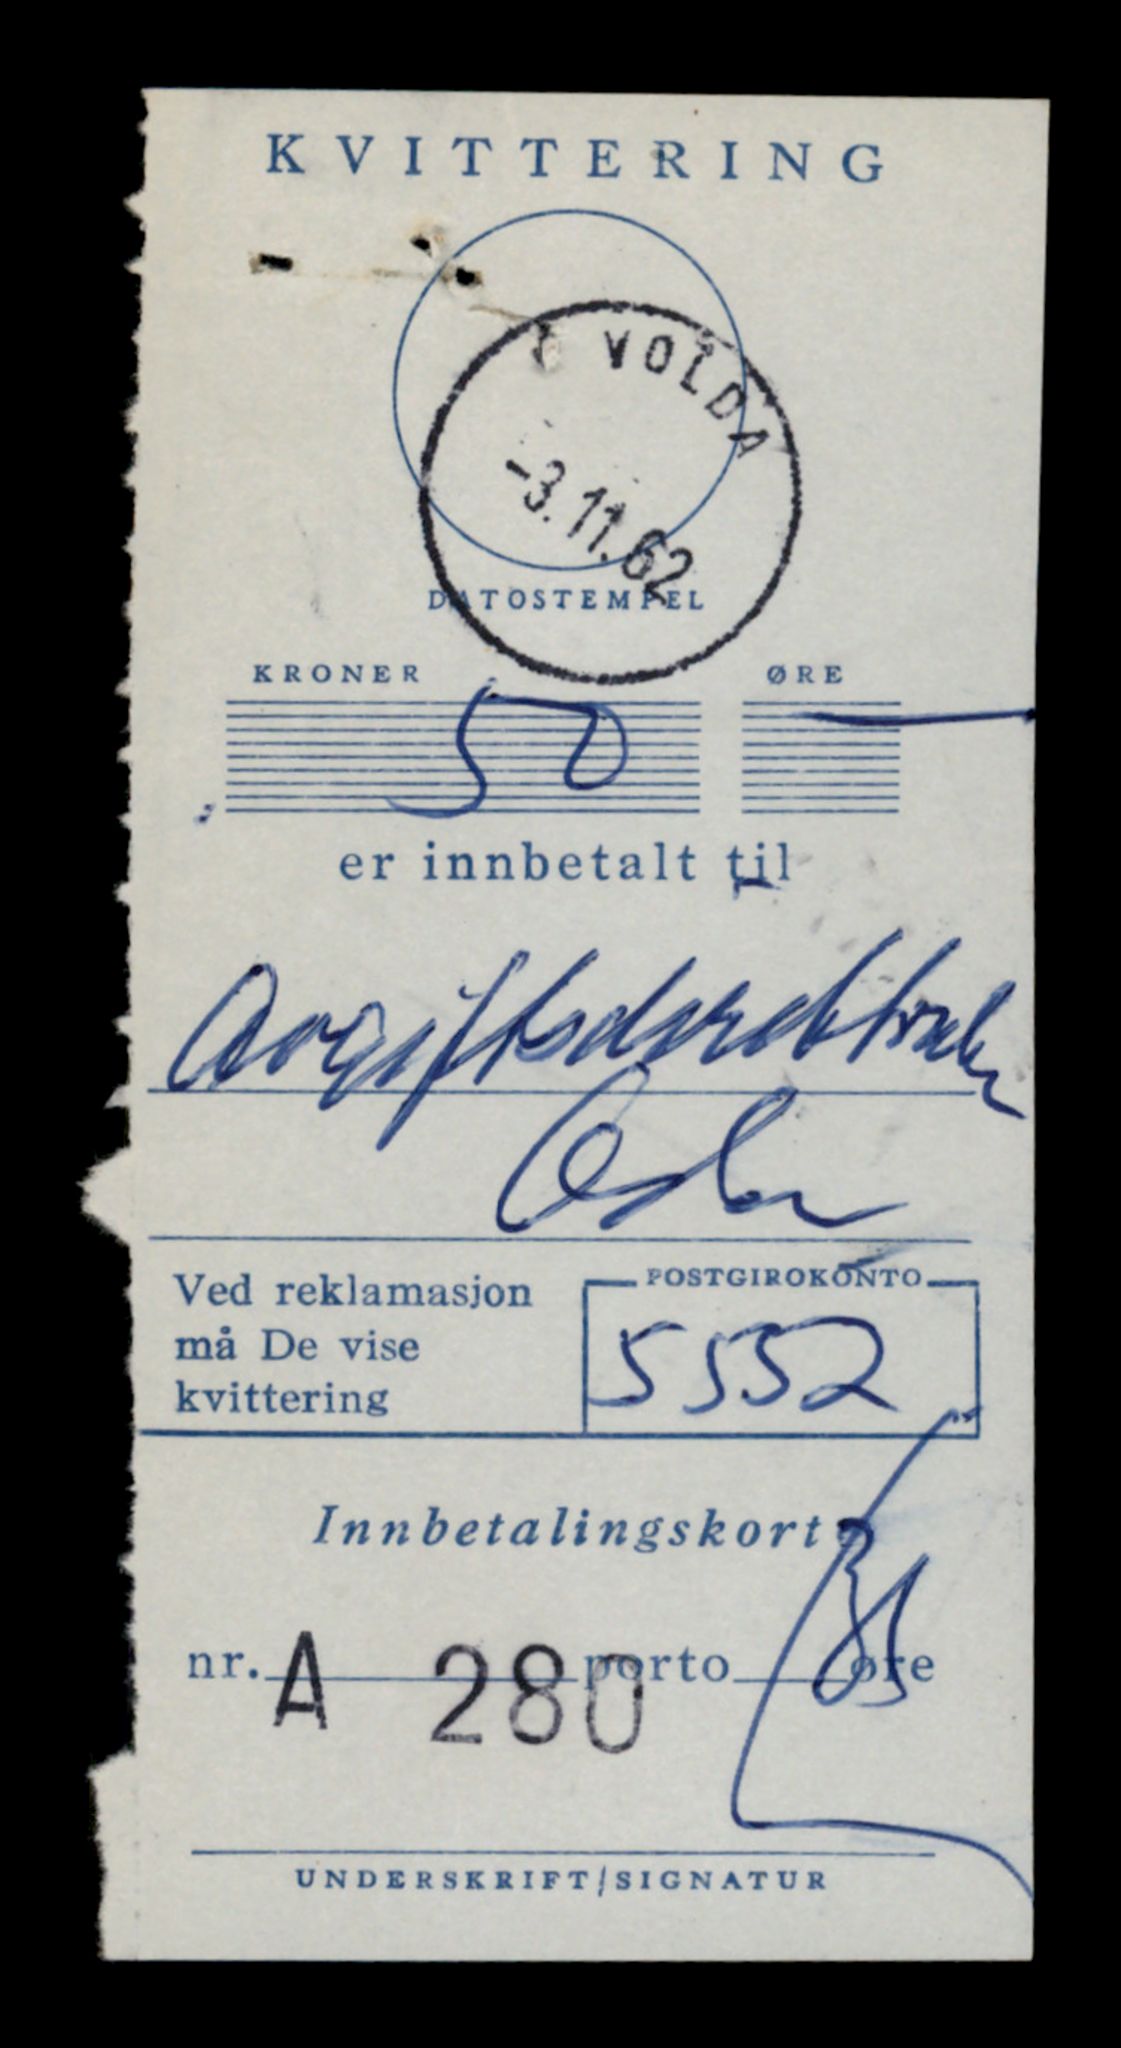 KVITTERING
VOLDA
-3.11.62
DATOSTEMPEL
KRONER ØRE
50 —
er innbetalt til
Avgiftsdirektoratet
Oslo
Ved reklamasjon
må De vise
kvittering
POSTGIROKONTO
5552
Innbetalingskort
nr. A 280 porto øre
UNDERSKRIFT/SIGNATUR